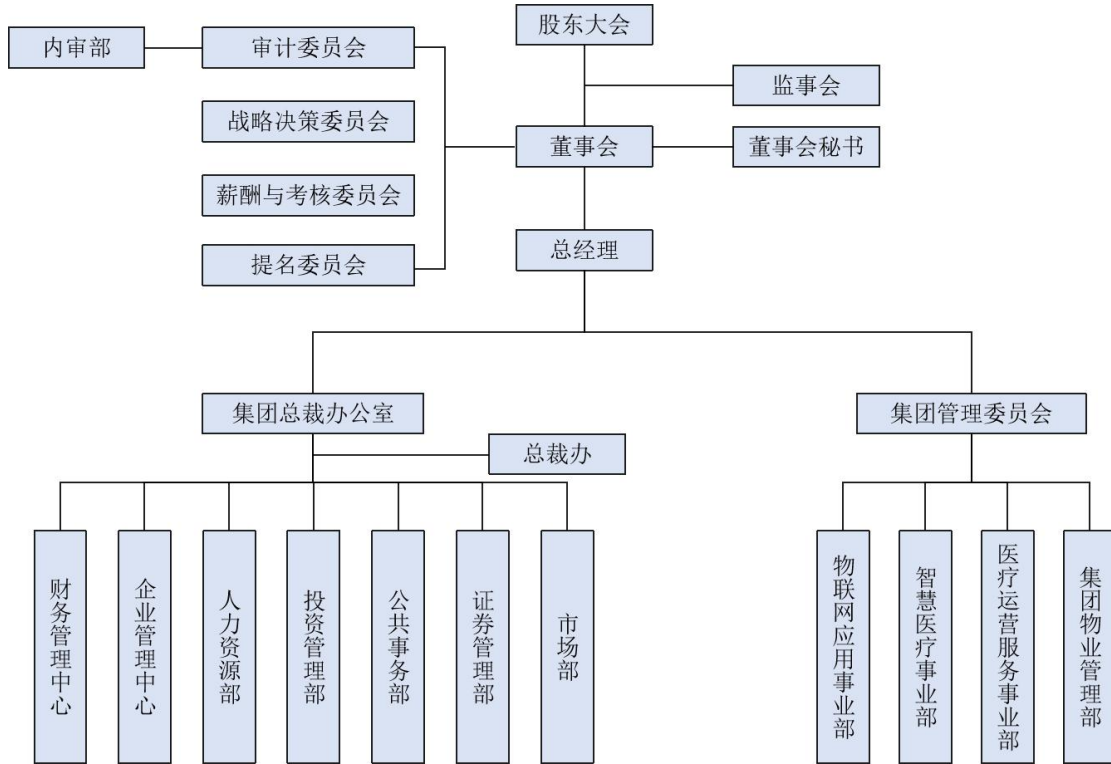 股东大会
内审部
审计委员会
监事会
战略决策委员会
董事会
董事会秘书
薪酬与考核委员会
提名委员会
总经理
集团总裁办公室
集团管理委员会
总裁办
财务管理中心
企业管理中心
人力资源部
投资管理部
公共事务部
证券管理部
市场部
物联网应用事业部
智慧医疗事业部
医疗运营服务事业部
集团物业管理部